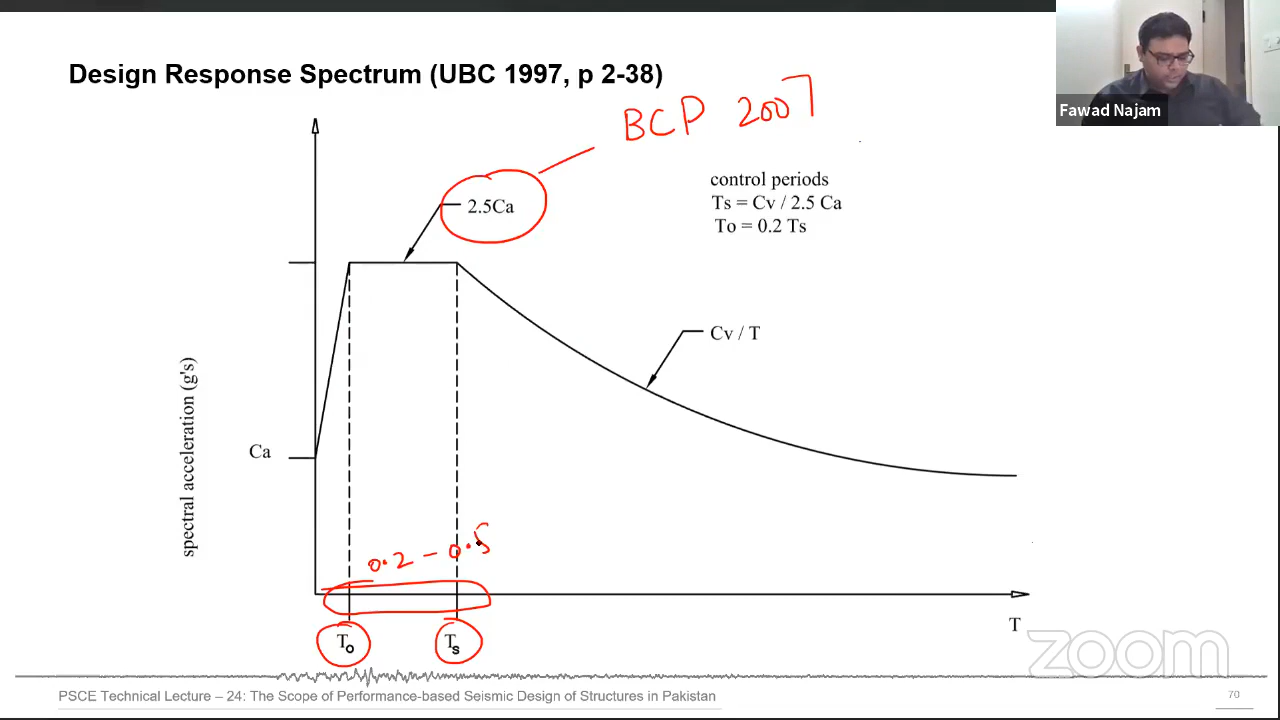 Design Response Spectrum (UBC 1997, p 2-38)
Fawad Najam
BCP 2007
2.5Ca
control periods
Ts = Cv / 2.5 Ca
To = 0.2 Ts
Cv / T
spectral acceleration (g's)
Ca
0.2 - 0.5
To
Ts
T
zoom
PSCE Technical Lecture – 24: The Scope of Performance-based Seismic Design of Structures in Pakistan
70